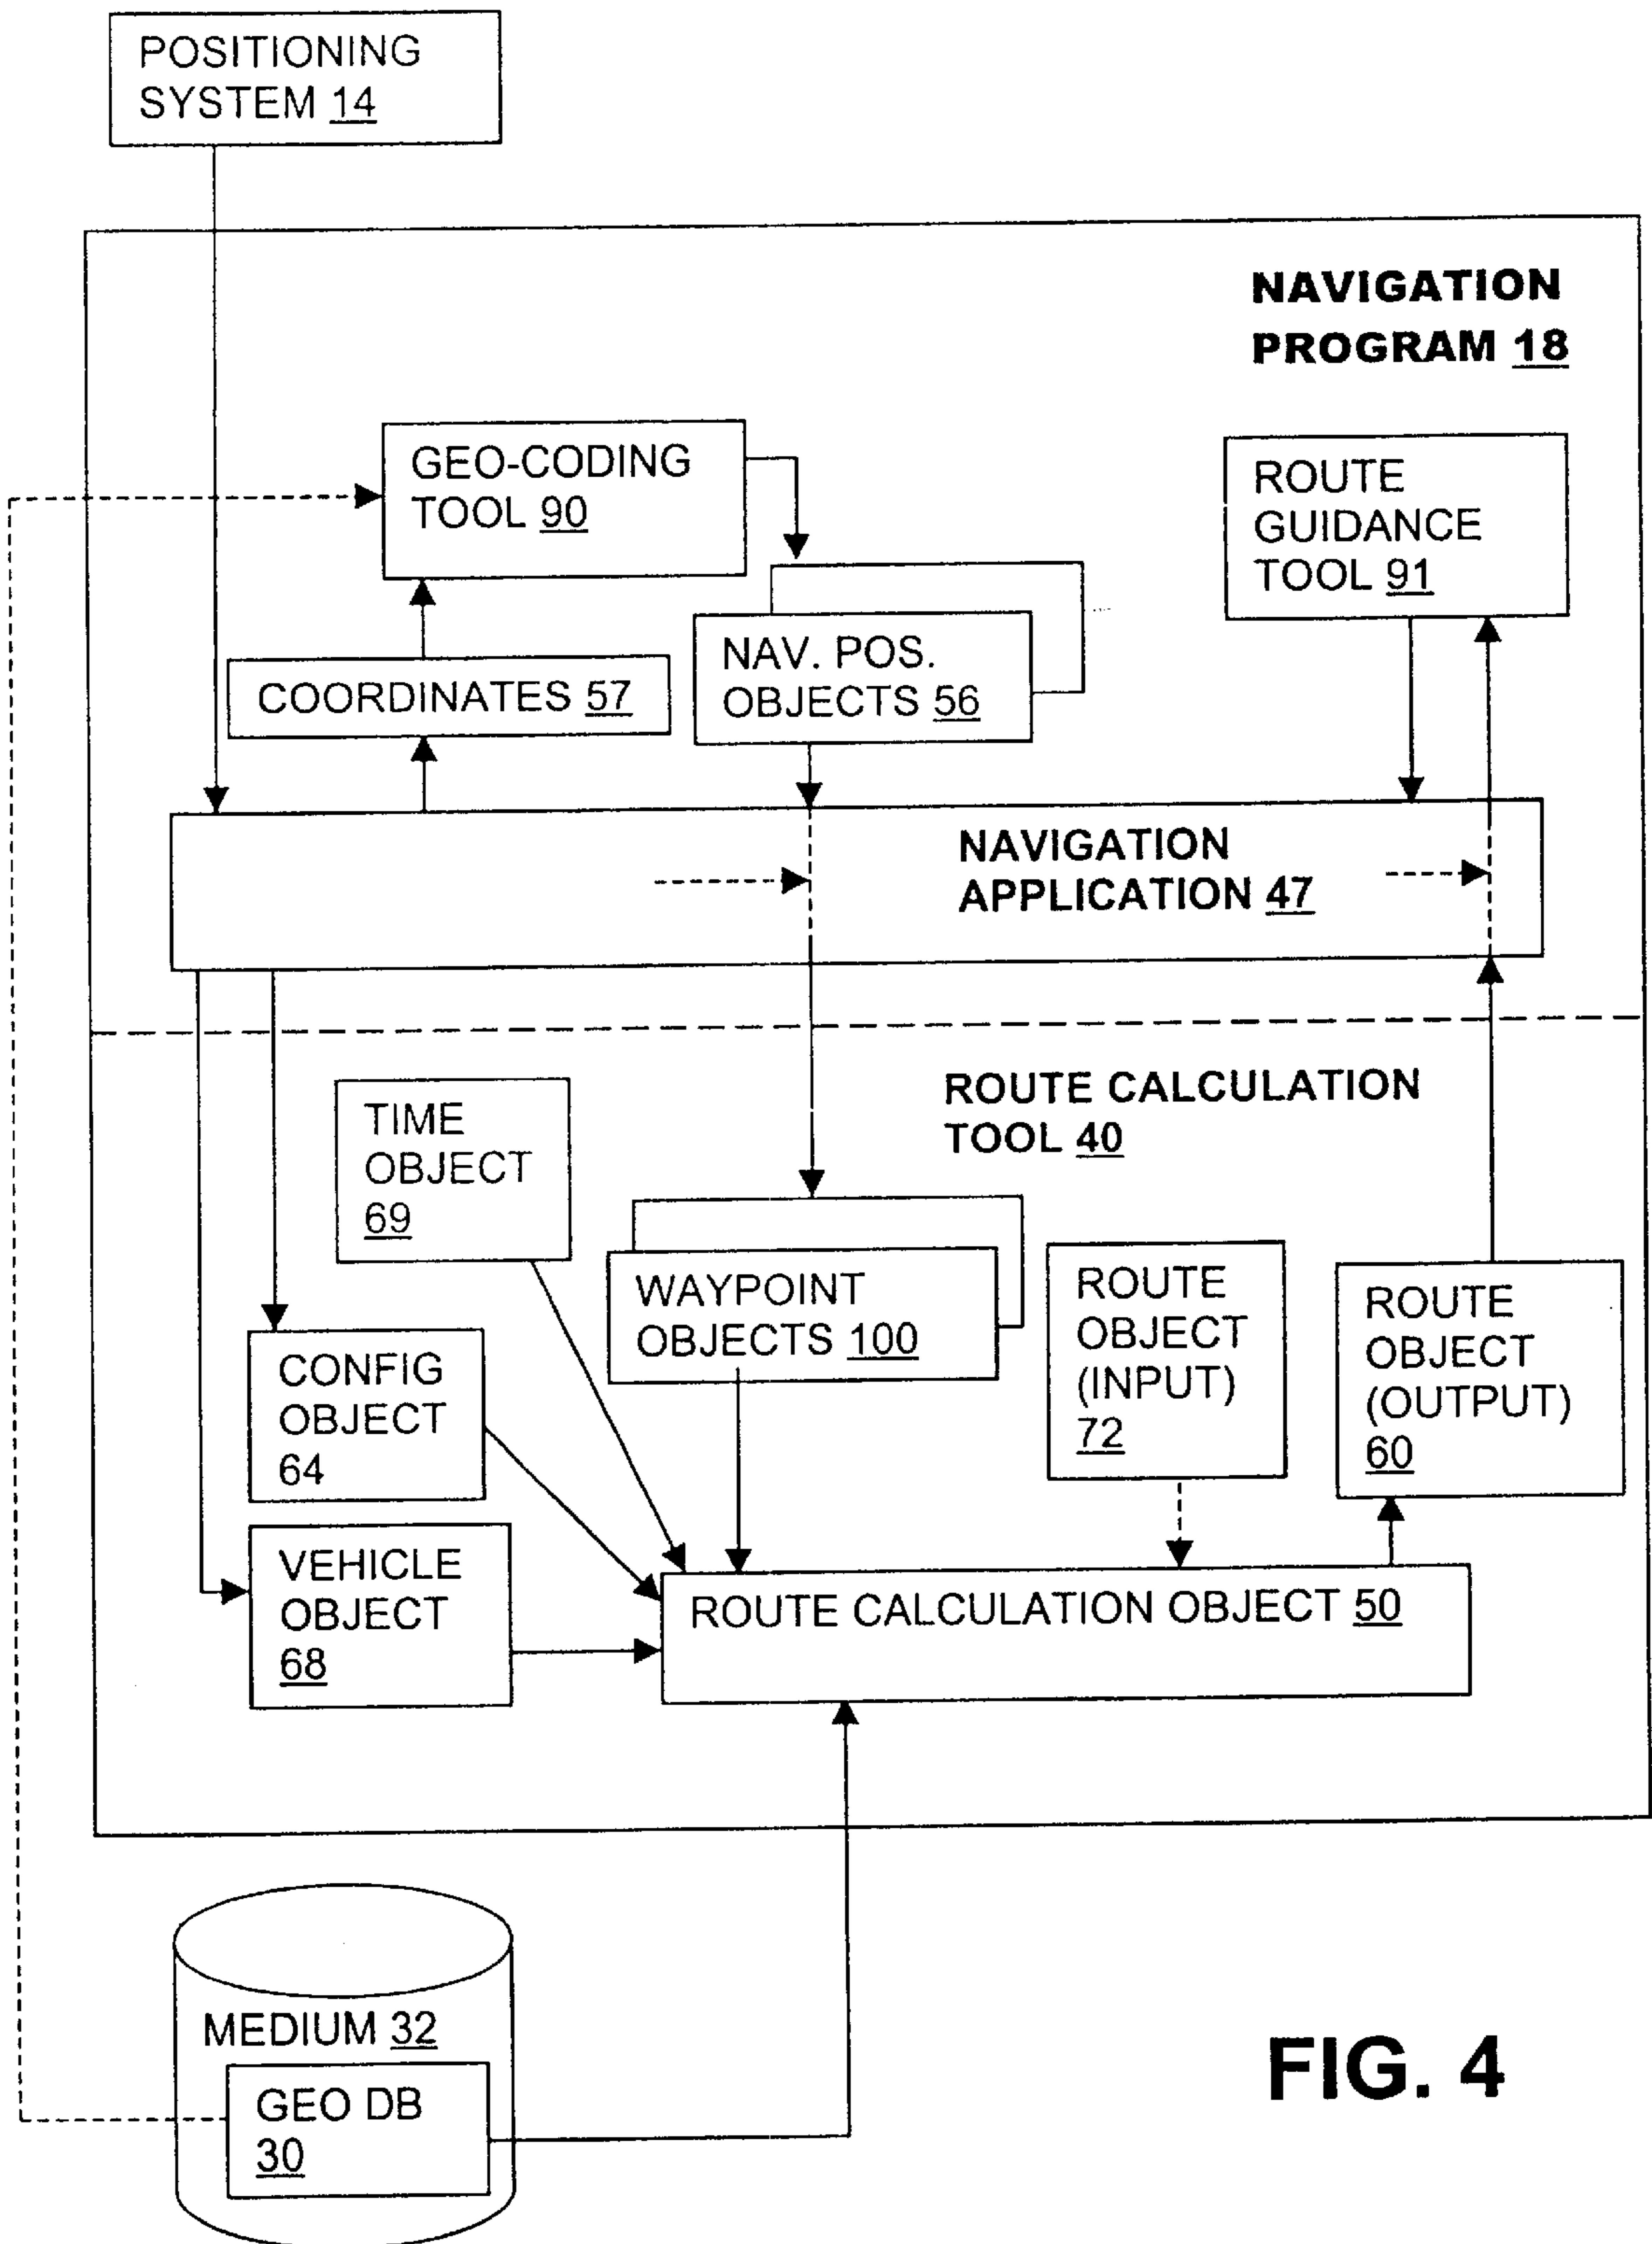 POSITIONING
SYSTEM 14
NAVIGATION
PROGRAM 18
GEO-CODING
TOOL 90
ROUTE
GUIDANCE
TOOL 91
NAV. POS.
OBJECTS 56
COORDINATES 57
NAVIGATION
APPLICATION 47
ROUTE CALCULATION
TOOL 40
TIME
OBJECT
69
WAYPOINT
OBJECTS 100
ROUTE
OBJECT
(INPUT)
72
ROUTE
OBJECT
(OUTPUT)
60
CONFIG
OBJECT
64
VEHICLE
OBJECT
68
ROUTE CALCULATION OBJECT 50
MEDIUM 32
GEO DB
30
FIG. 4